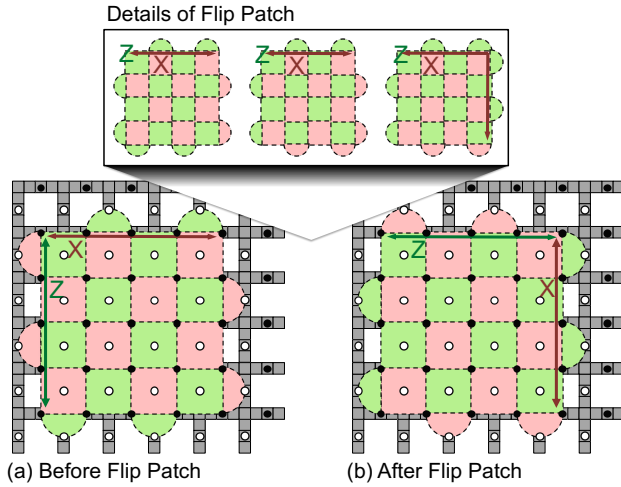 Details of Flip Patch
Z X
Z X
Z X
X
Z
Z
X
(a) Before Flip Patch
(b) After Flip Patch